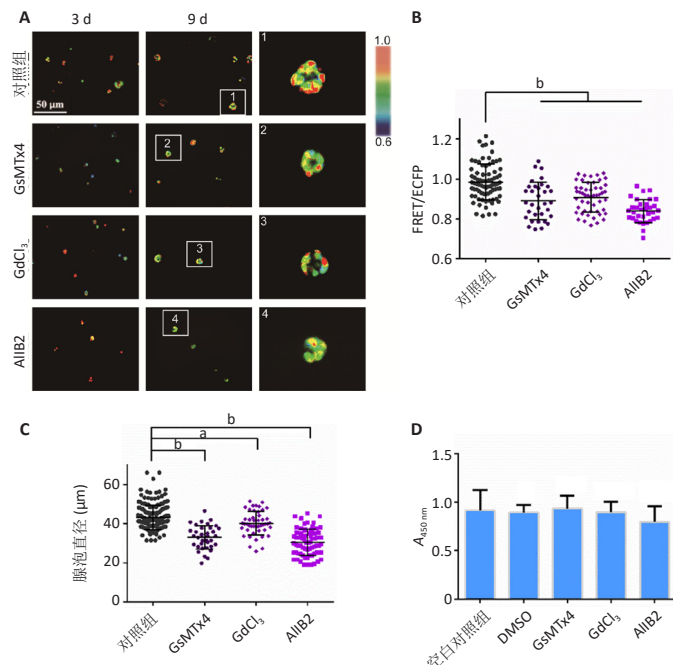 A
3 d
9 d
对照组
50 μm
1
1
1.0
0.6
GsMTx4
2
2
GdCl3
3
3
AIIB2
4
4
B
b
FRET/ECFP
1.2
1.0
0.8
0.6
对照组
GsMTx4
GdCl3
AIIB2
C
b
a
b
腺泡直径 (μm)
60
40
20
0
对照组
GsMTx4
GdCl3
AIIB2
D
A450 nm
1.5
1.0
0.5
0
空白对照组
DMSO
GsMTx4
GdCl3
AIIB2